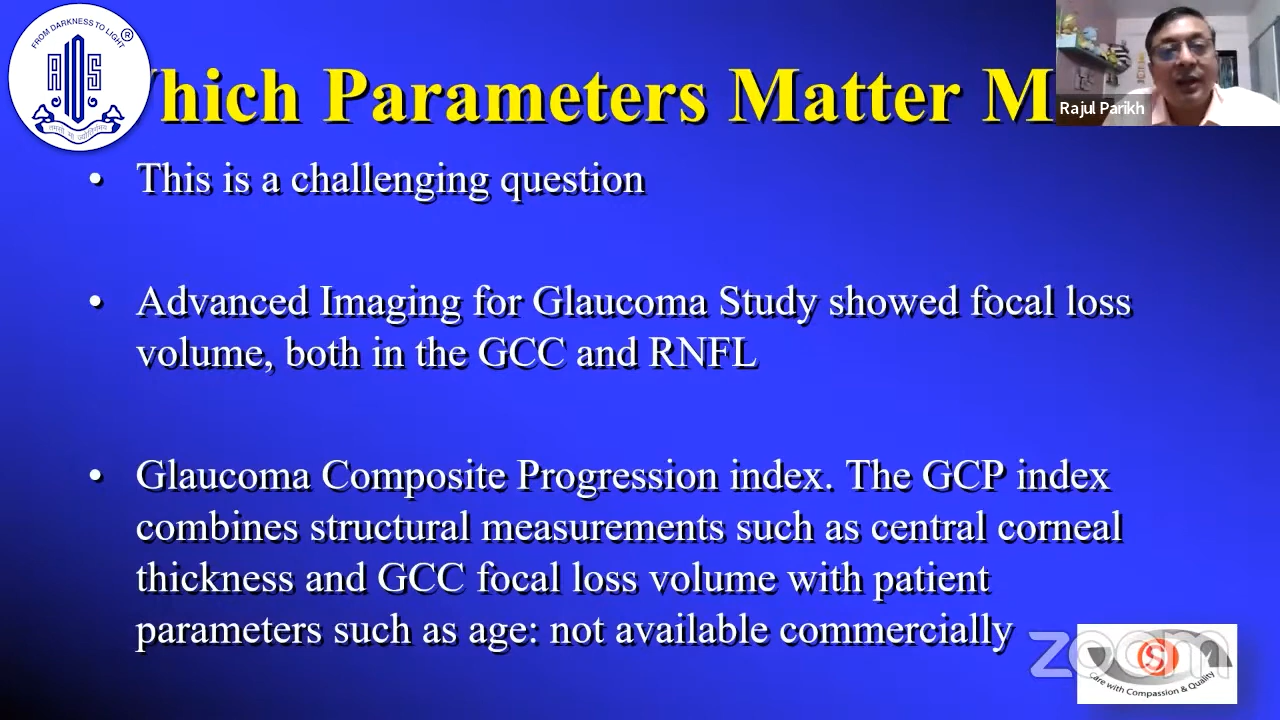 FROM DARKNESS TO LIGHT
®
AIOS
तमसो मा ज्योतिर्गमय
hich Parameters Matter M
Rajul Parikh
• This is a challenging question
• Advanced Imaging for Glaucoma Study showed focal loss
volume, both in the GCC and RNFL
• Glaucoma Composite Progression index. The GCP index
combines structural measurements such as central corneal
thickness and GCC focal loss volume with patient
parameters such as age: not available commercially
zoom
S
Care with Compassion & Quality